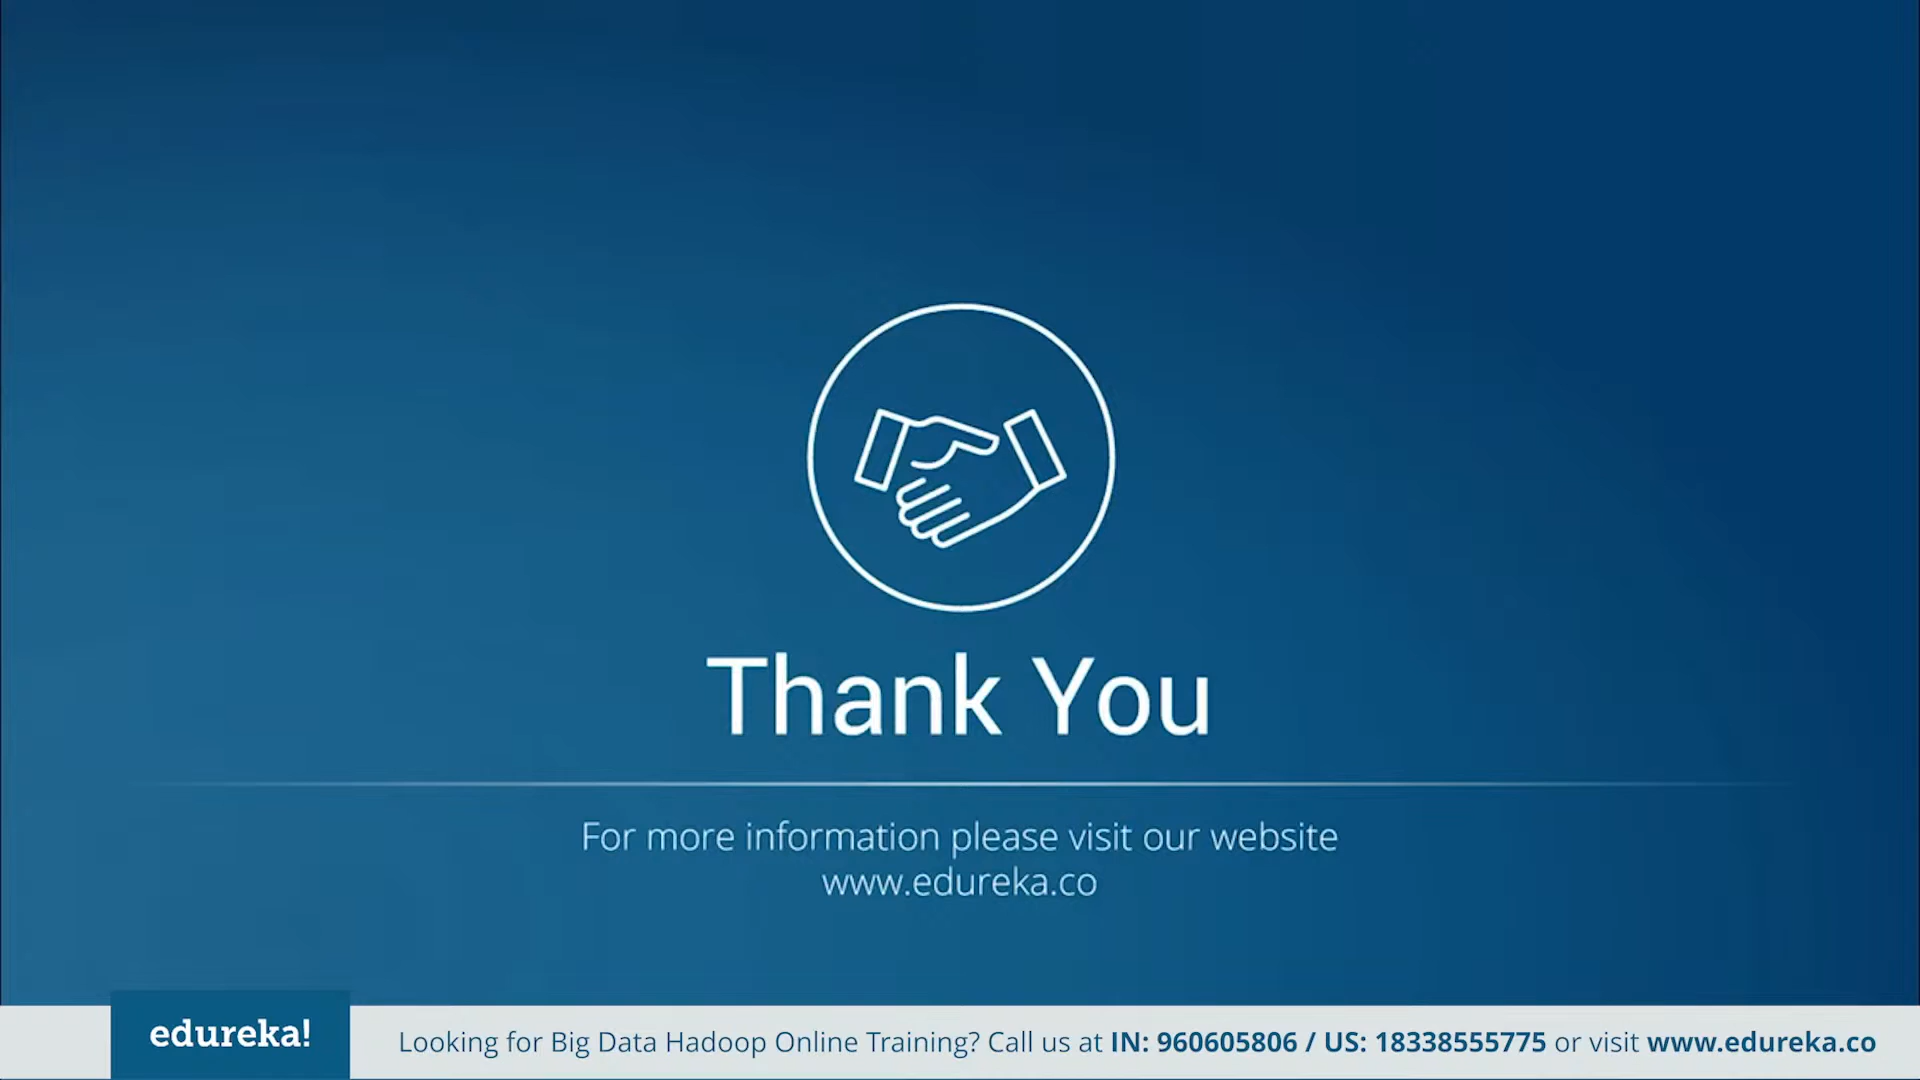 Thank You
For more information please visit our website
www.edureka.co
edureka!
Looking for Big Data Hadoop Online Training? Call us at IN: 960605806 / US: 18338555775 or visit www.edureka.co